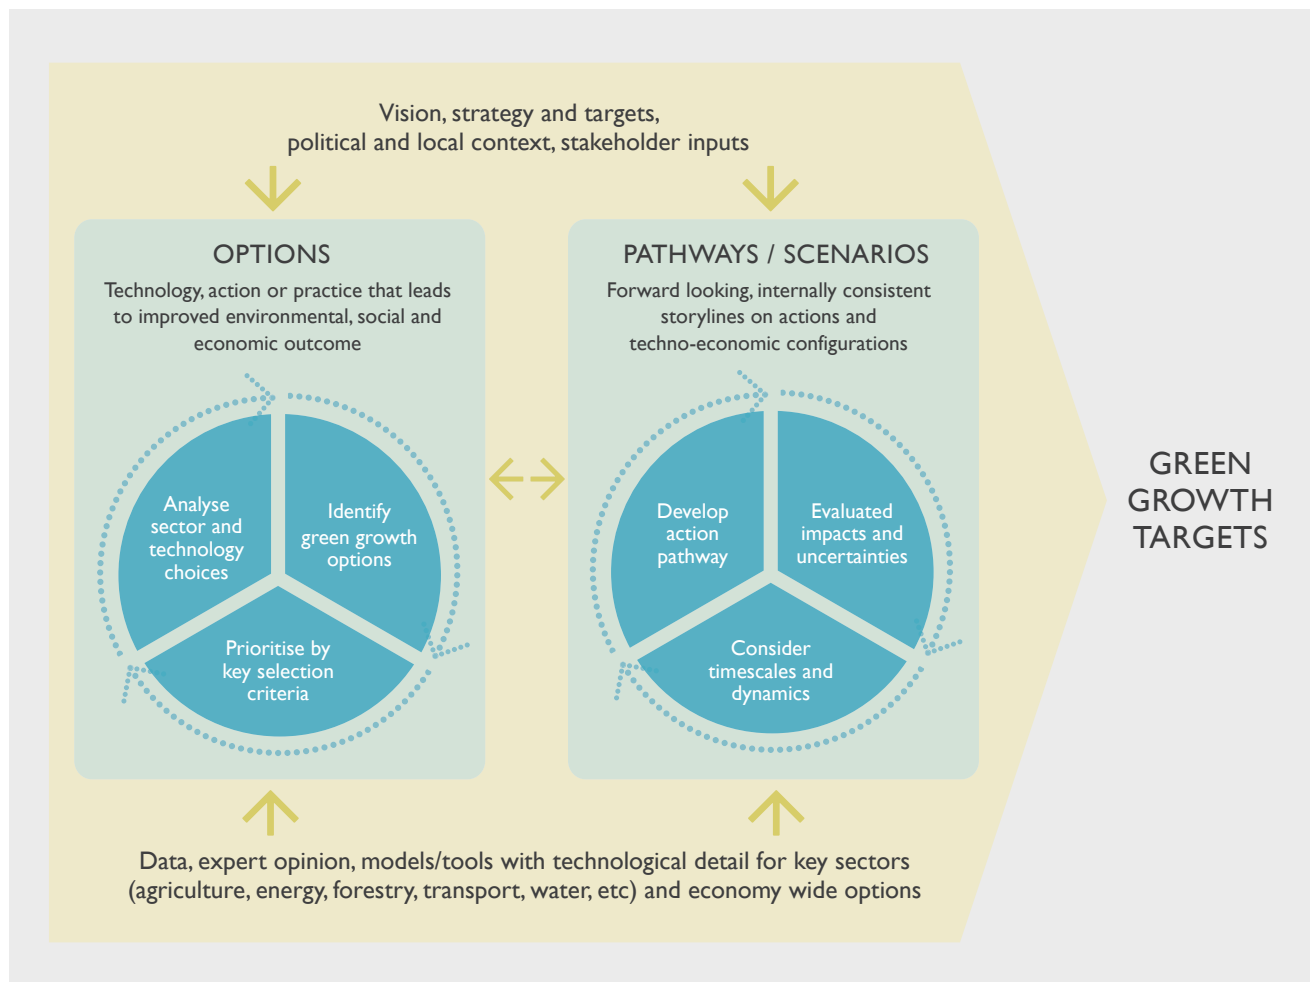 Vision, strategy and targets,
political and local context, stakeholder inputs
OPTIONS
Technology, action or practice that leads
to improved environmental, social and
economic outcome
Analyse
sector and
technology
choices
Identify
green growth
options
Prioritise by
key selection
criteria
PATHWAYS / SCENARIOS
Forward looking, internally consistent
storylines on actions and
techno-economic configurations
Develop
action
pathway
Evaluated
impacts and
uncertainties
Consider
timescales and
dynamics
GREEN
GROWTH
TARGETS
Data, expert opinion, models/tools with technological detail for key sectors
(agriculture, energy, forestry, transport, water, etc) and economy wide options